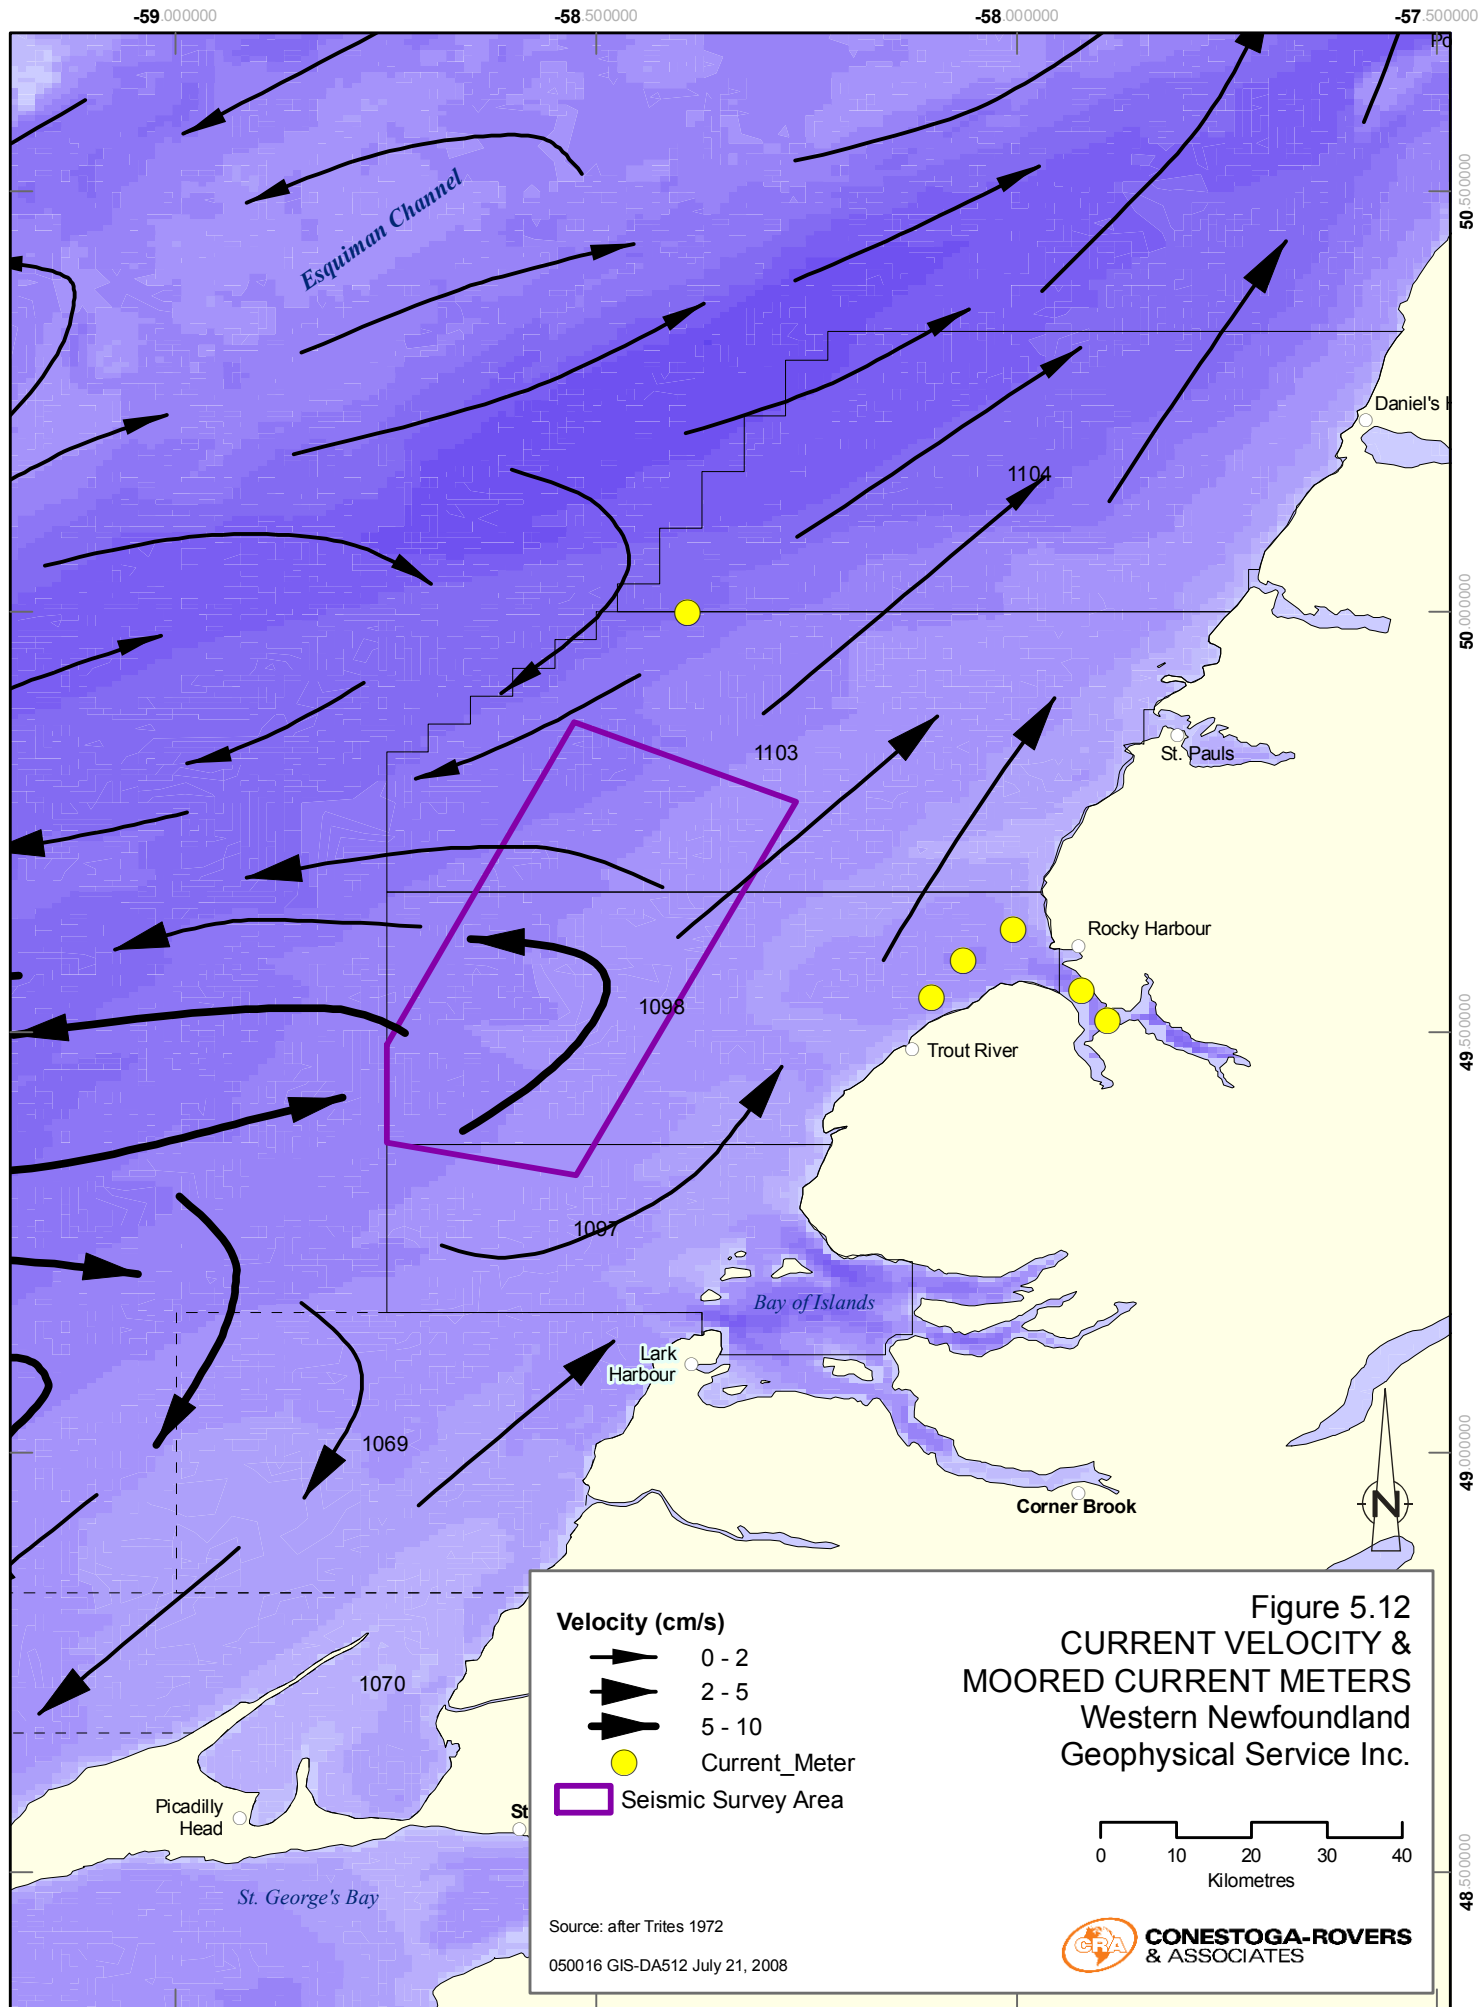 -59.000000
-58.500000
-58.000000
-57.500000
50.500000
Esquiman Channel
Daniel's H
1104
50.000000
1103
St. Pauls
Rocky Harbour
1098
Trout River
49.500000
1097
Bay of Islands
Lark
Harbour
1069
49.000000
Corner Brook
N
1070
Picadilly
Head
St
St. George's Bay
48.500000
Velocity (cm/s)
0 - 2
2 - 5
5 - 10
Current_Meter
Seismic Survey Area
Figure 5.12
CURRENT VELOCITY &
MOORED CURRENT METERS
Western Newfoundland
Geophysical Service Inc.
0 10 20 30 40
Kilometres
Source: after Trites 1972
050016 GIS-DA512 July 21, 2008
CRA
CONESTOGA-ROVERS
& ASSOCIATES